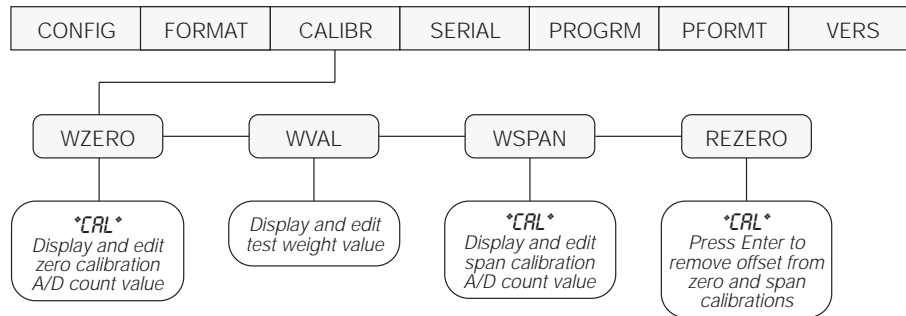 CONFIG FORMAT CALIBR SERIAL PROGRM PFORMT VERS
WZERO WVAL WSPAN REZERO
*CAL*
Display and edit
zero calibration
A/D count value
Display and edit
test weight value
*CAL*
Display and edit
span calibration
A/D count value
*CAL*
Press Enter to
remove offset from
zero and span
calibrations